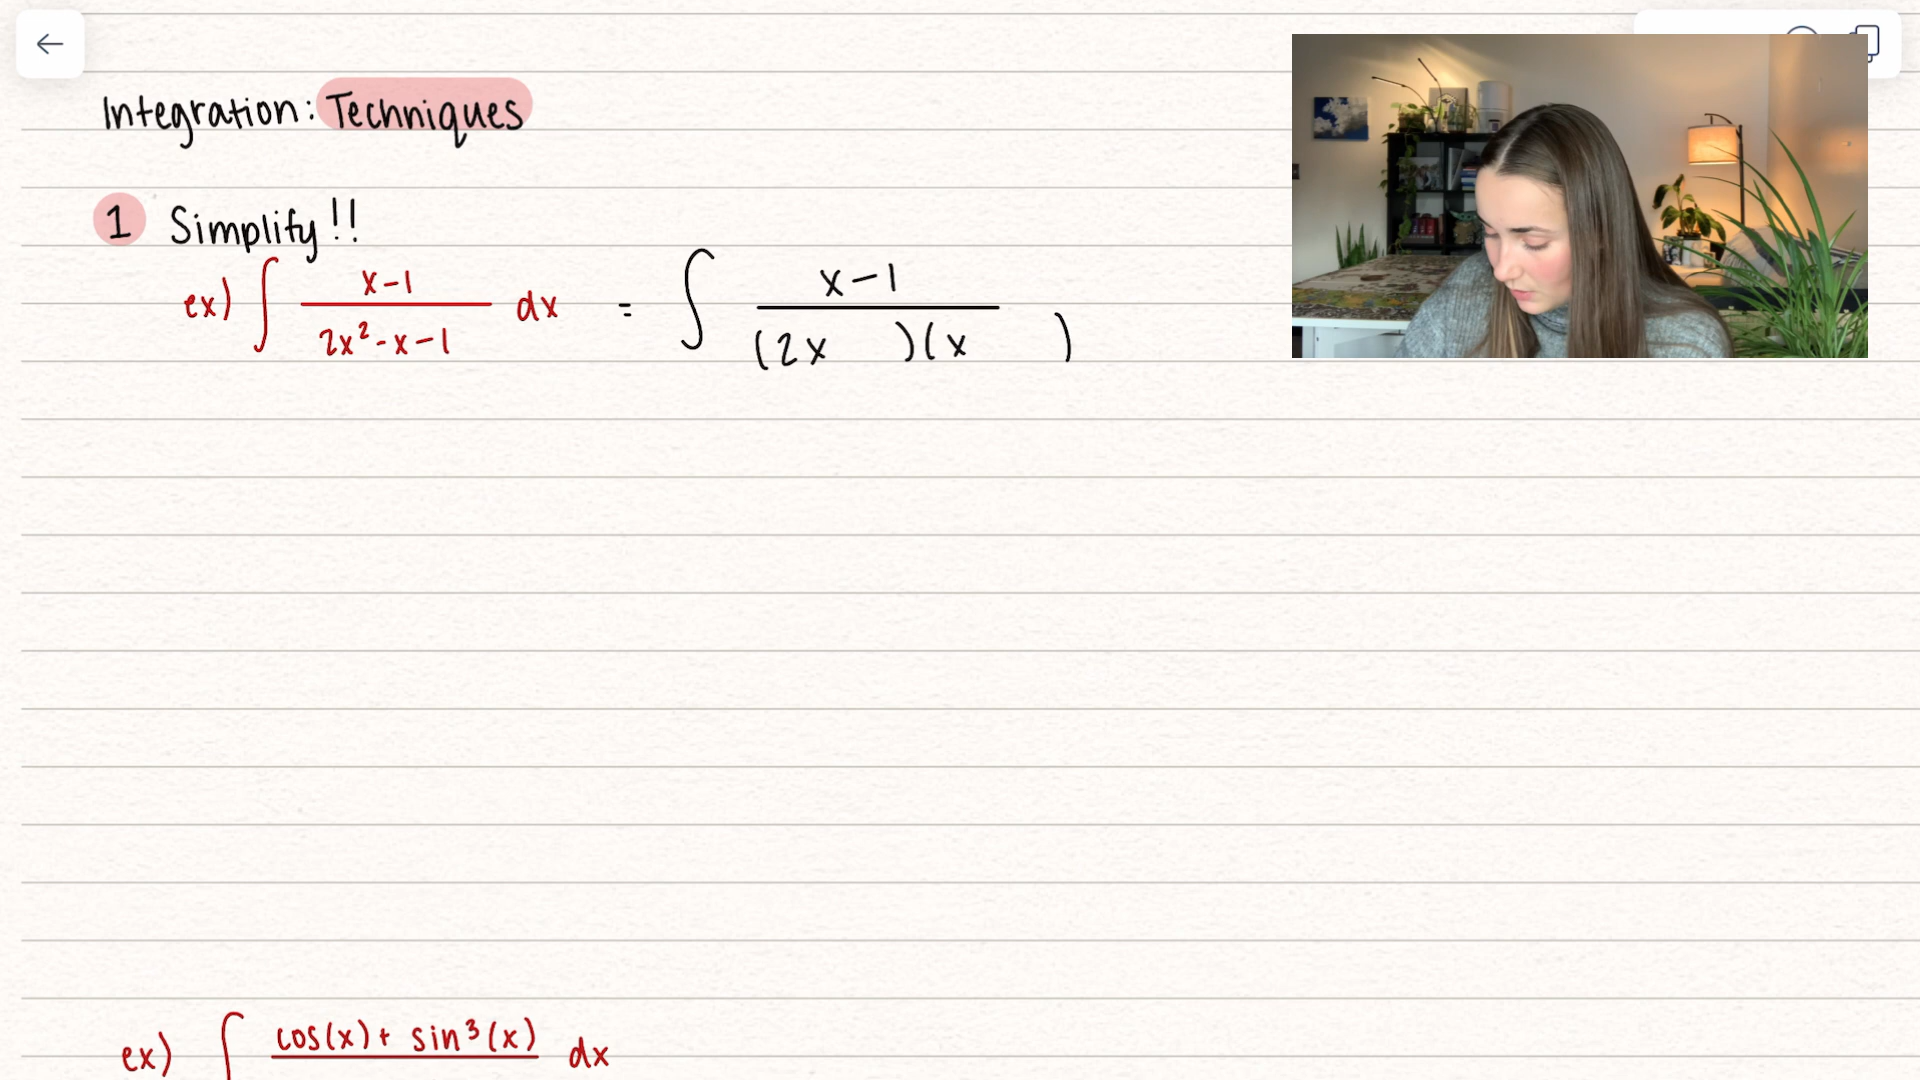 Integration: Techniques
1 Simplify!!
ex) ∫ x-1 / 2x²-x-1 dx = ∫ x-1 / (2x )(x )
ex) ∫ cos(x)+ sin³(x) dx